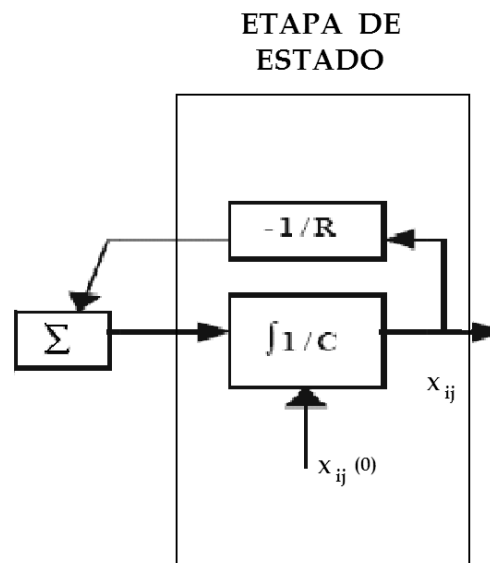 ETAPA DE
ESTADO
-1/R
Σ
∫1/C
x ij
x ij (0)